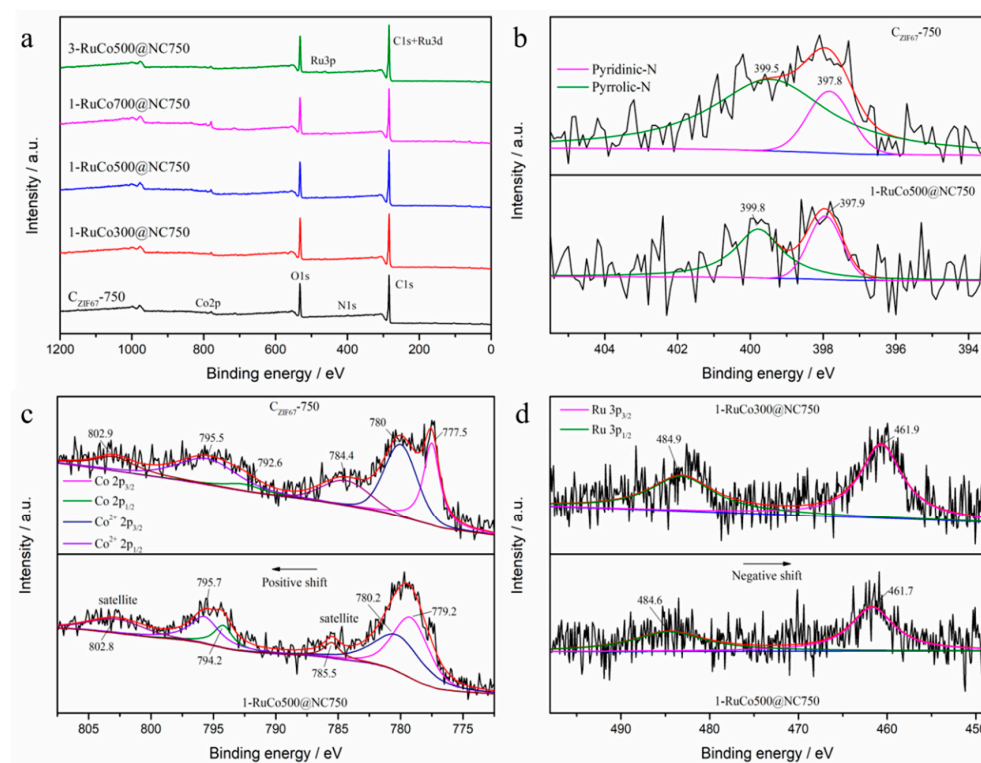 a
3-RuCo500@NC750
Ru3p
C1s+Ru3d
1-RuCo700@NC750
1-RuCo500@NC750
1-RuCo300@NC750
O1s
C1s
C_ZIF67-750
Co2p
N1s
1200 1000 800 600 400 200 0
Binding energy / eV
Intensity / a.u.
b
C_ZIF67-750
Pyridinic-N
Pyrrolic-N
399.5
397.8
1-RuCo500@NC750
399.8
397.9
404 402 400 398 396 394
Binding energy / eV
Intensity / a.u.
c
C_ZIF67-750
802.9
795.5
792.6
784.4
780
777.5
Co 2p3/2
Co 2p1/2
Co2+ 2p3/2
Co2+ 2p1/2
Positive shift
satellite
795.7
satellite
780.2
779.2
802.8
794.2
785.5
1-RuCo500@NC750
805 800 795 790 785 780 775
Binding energy / eV
Intensity / a.u.
d
Ru 3p3/2
Ru 3p1/2
1-RuCo300@NC750
484.9
461.9
Negative shift
484.6
461.7
1-RuCo500@NC750
490 480 470 460 450
Binding energy / eV
Intensity / a.u.